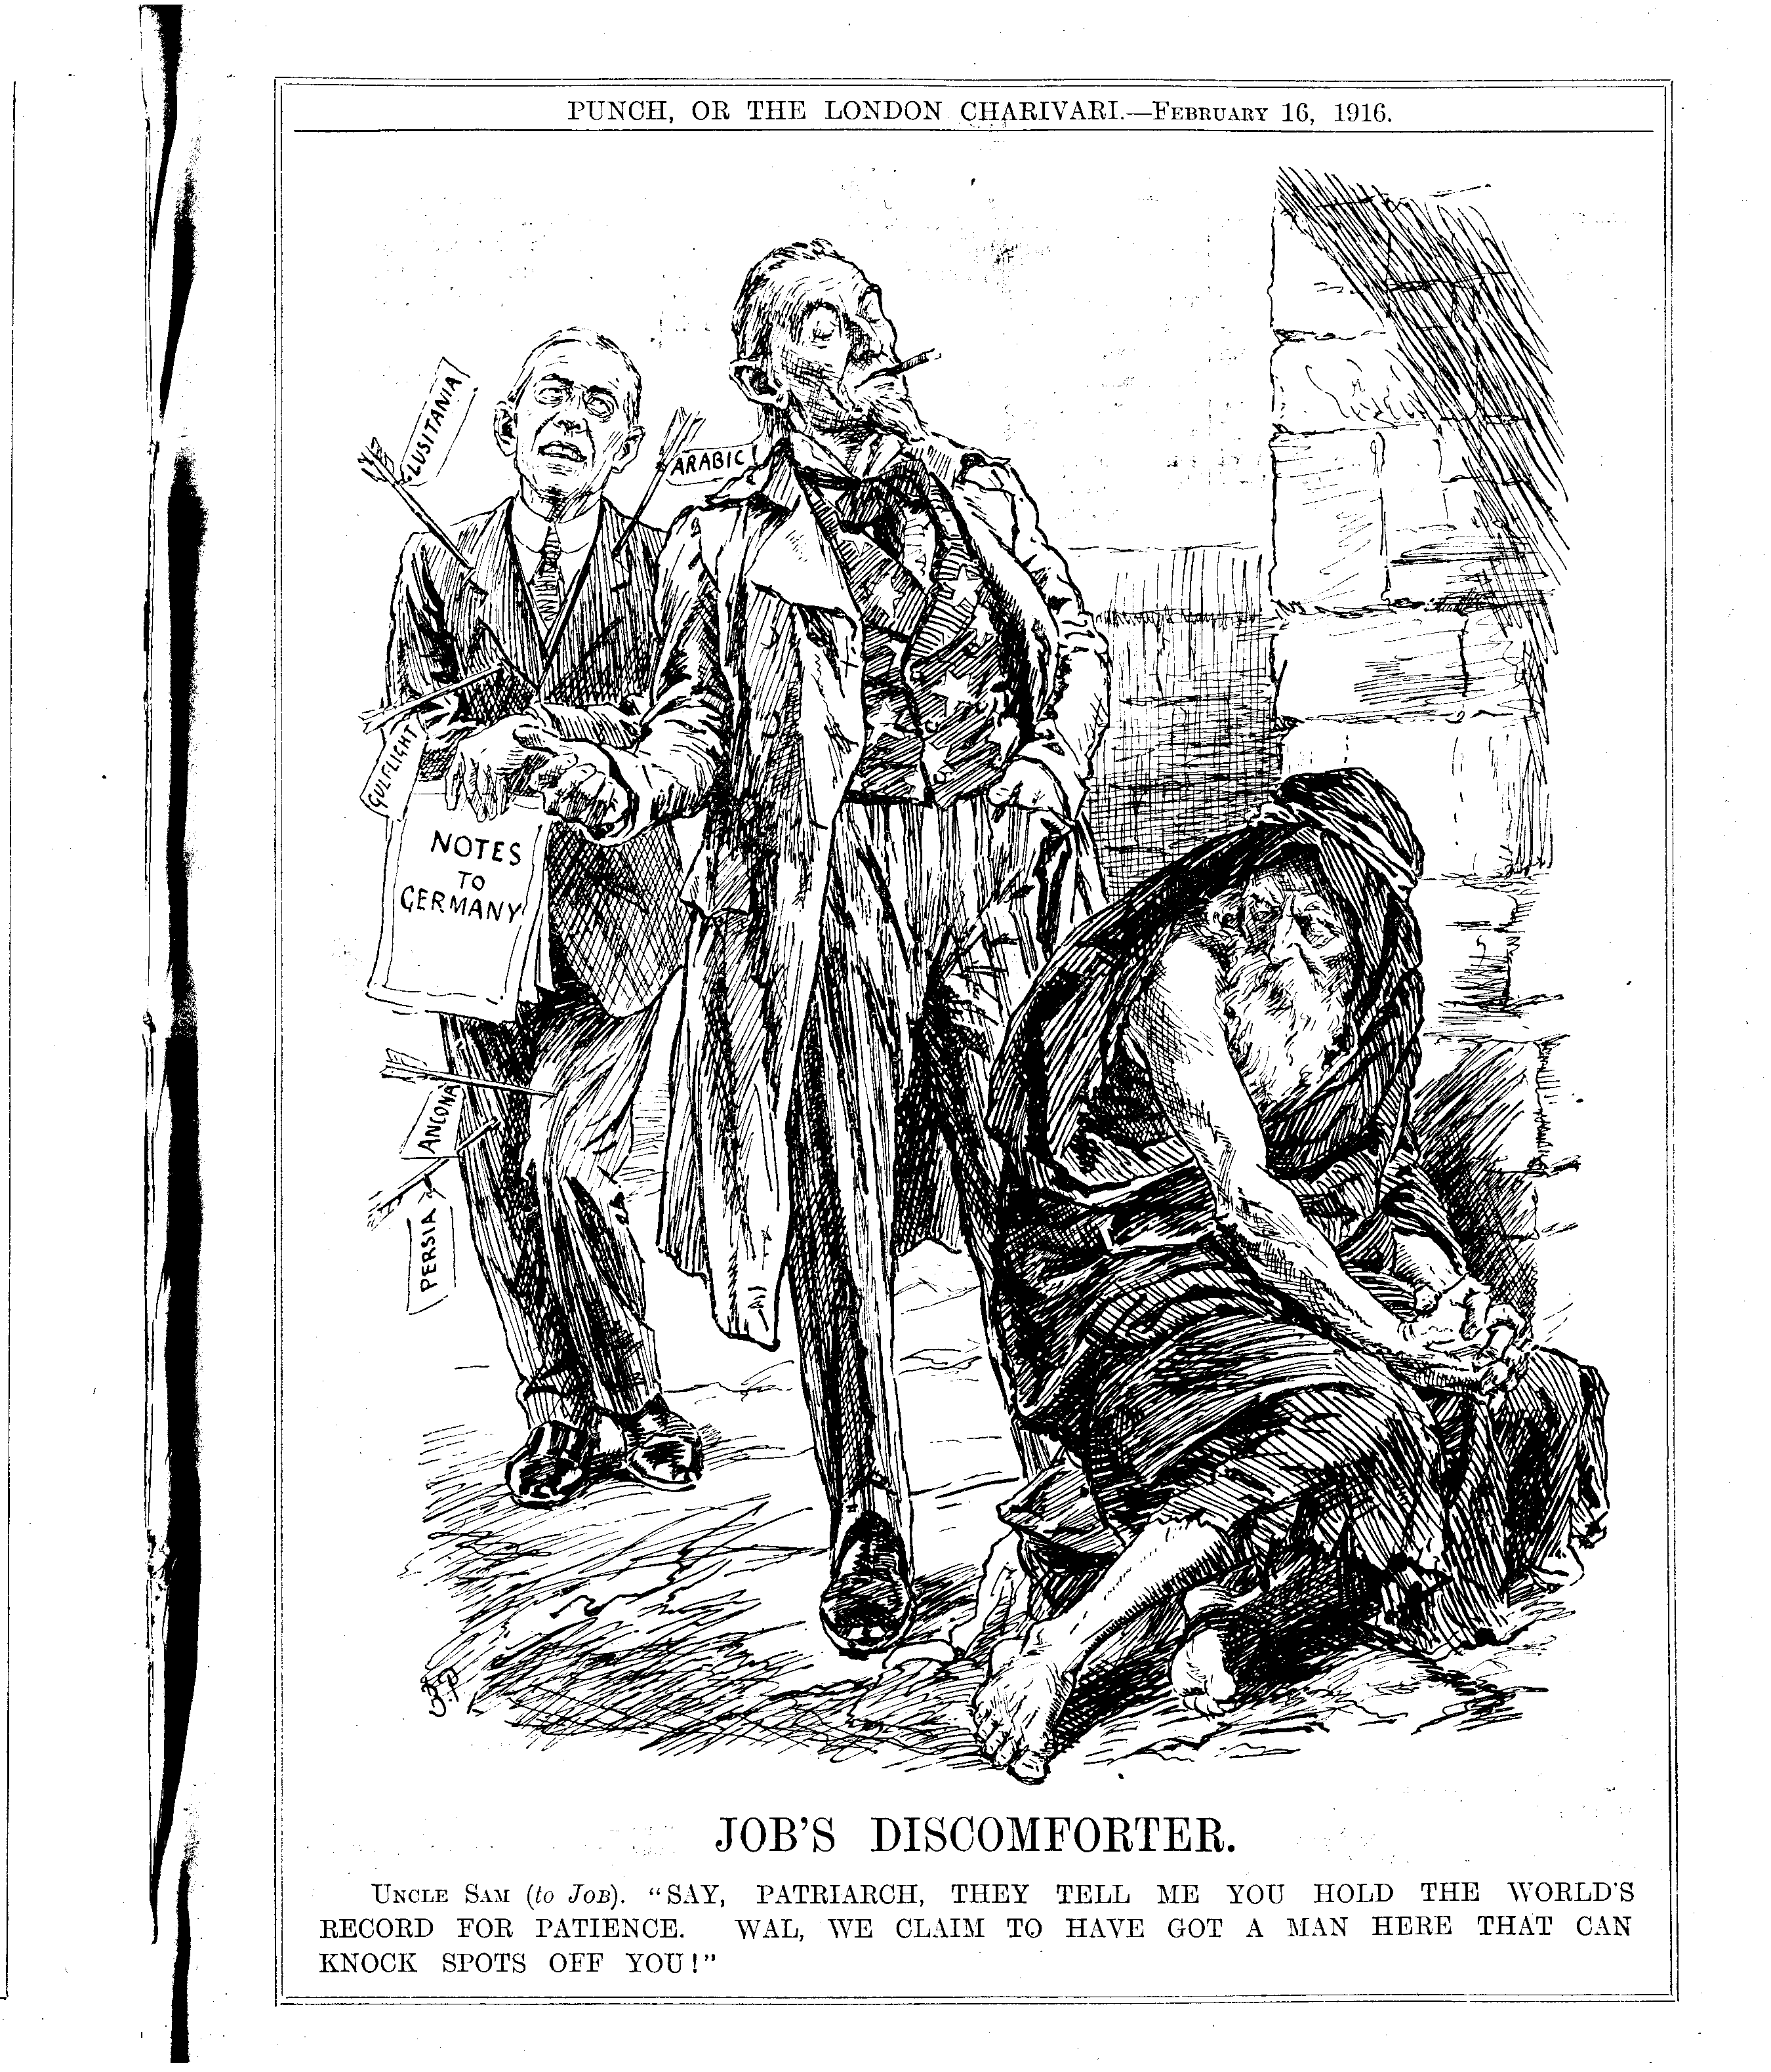 PUNCH, OR THE LONDON CHARIVARI.—FEBRUARY 16, 1916.
LUSITANIA
ARABIC
GULFLIGHT
NOTES
TO
GERMANY
ANCONA
PERSIA
JOB'S DISCOMFORTER.
UNCLE SAM (to JOB). "SAY, PATRIARCH, THEY TELL ME YOU HOLD THE WORLD'S
RECORD FOR PATIENCE. WAL, WE CLAIM TO HAVE GOT A MAN HERE THAT CAN
KNOCK SPOTS OFF YOU!"